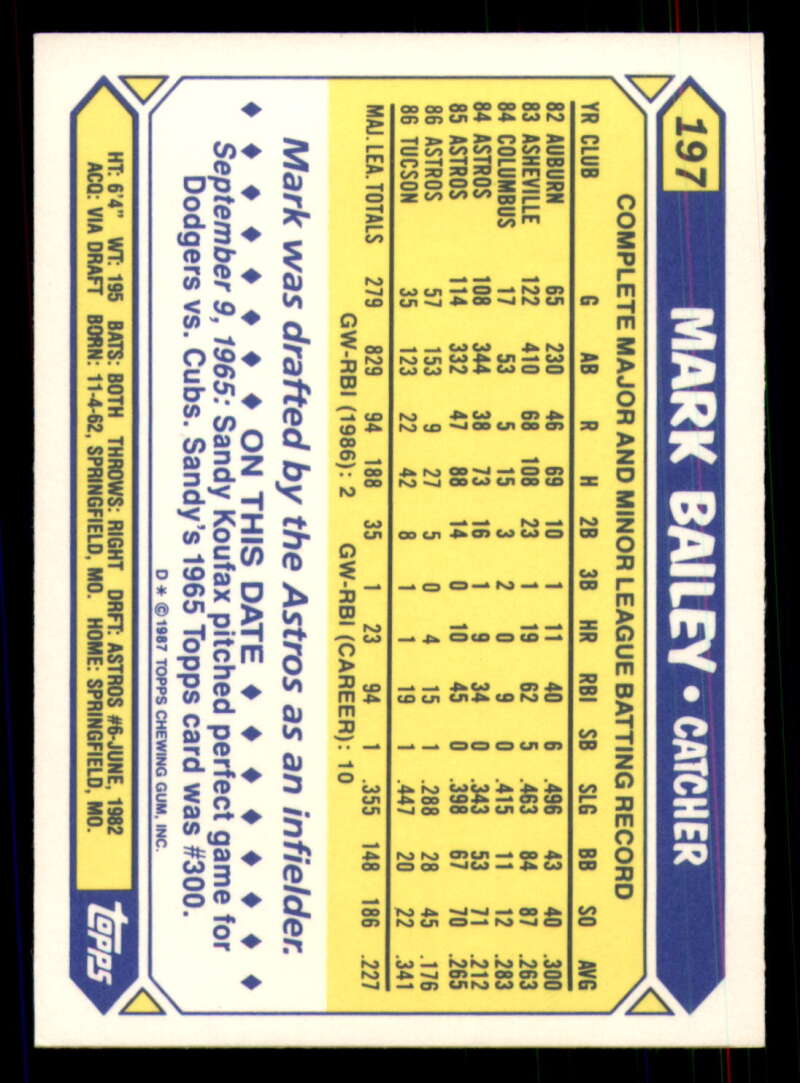 197 MARK BAILEY • CATCHER
COMPLETE MAJOR AND MINOR LEAGUE BATTING RECORD
YR CLUB G AB R H 2B 3B HR RBI SB SLG BB SO AVG
82 AUBURN 65 230 46 69 10 1 11 40 6 .496 43 40 .300
83 ASHEVILLE 122 410 68 108 23 1 19 62 5 .463 84 87 .263
84 COLUMBUS 17 53 5 15 3 2 0 9 0 .415 11 12 .283
84 ASTROS 108 344 38 73 16 1 9 34 0 .343 53 71 .212
85 ASTROS 114 332 47 88 14 0 10 45 0 .398 67 70 .265
86 ASTROS 57 153 9 27 5 0 4 15 1 .288 28 45 .176
86 TUCSON 35 123 22 42 8 1 1 19 1 .447 20 22 .341
MAJ. LEA. TOTALS 279 829 94 188 35 1 23 94 1 .355 148 186 .227
GW-RBI (1986): 2 GW-RBI (CAREER): 10
Mark was drafted by the Astros as an infielder.
♦ ♦ ♦ ♦ ♦ ♦ ♦ ♦ ON THIS DATE ♦ ♦ ♦ ♦ ♦ ♦ ♦ ♦
September 9, 1965: Sandy Koufax pitched perfect game for
Dodgers vs. Cubs. Sandy's 1965 Topps card was #300.
D * ©1987 TOPPS CHEWING GUM, INC.
HT: 6'4" WT: 195 BATS: BOTH THROWS: RIGHT DRFT: ASTROS #6-JUNE, 1982
ACQ: VIA DRAFT BORN: 11-4-62, SPRINGFIELD, MO. HOME: SPRINGFIELD, MO.
topps